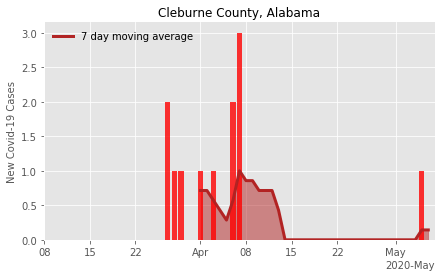 Cleburne County, Alabama
7 day moving average
New Covid-19 Cases
3.0
2.5
2.0
1.5
1.0
0.5
0.0
08 15 22 Apr 08 15 22 May
2020-May